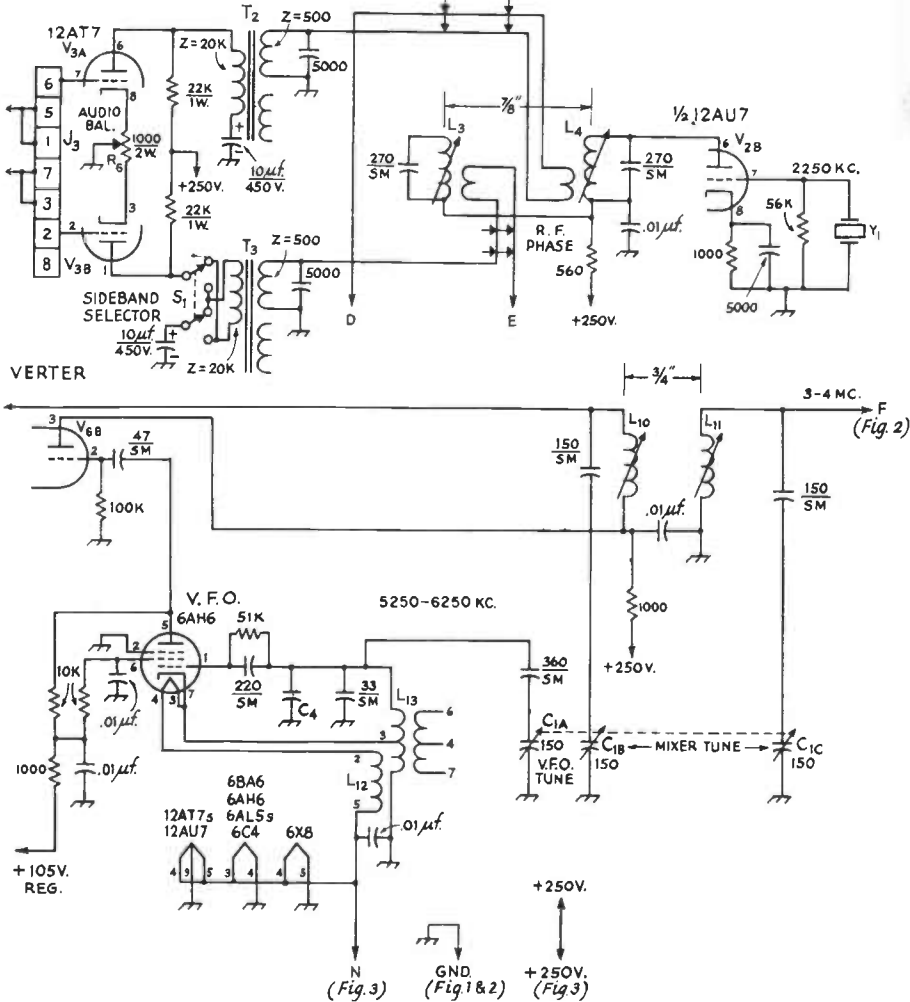 T2
Z=500
12AT7
V3A
Z=20K
6
7
8
5000
22K
1W.
6
5
1
7
3
2
8
J3
AUDIO
BAL.
R6
1000
2W.
+250V.
10µf.
450V.
22K
1W.
3
2
1
V3B
T3
Z=500
5000
S1
SIDEBAND
SELECTOR
10µf.
450V.
Z=20K
7/8"
L3
L4
270
SM
270
SM
.01µf.
R.F.
PHASE
560
+250V.
D
E
½ 12AU7
6
V2B
7
8
2250 KC.
56K
Y1
1000
5000
VERTER
3
V6B
2
47
SM
100K
3/4"
L10
L11
150
SM
.01µf.
150
SM
3-4 MC.
F
(Fig. 2)
1000
+250V.
V.F.O.
6AH6
5250-6250 KC.
5
2
6
1
4
3
7
10K
.01µf.
1000
.01µf.
+105V.
REG.
51K
220
SM
C4
33
SM
L13
3
6
4
7
2
L12
5
.01µf.
360
SM
C1A
150
V.F.O.
TUNE
C1B
150
MIXER TUNE
C1C
150
12AT7s
12AU7
6BA6
6AH6
6AL5s
6C4
6X8
4
9
5
3
4
4
5
N
(Fig. 3)
GND.
(Fig. 1 & 2)
+250V.
+250V.
(Fig. 3)